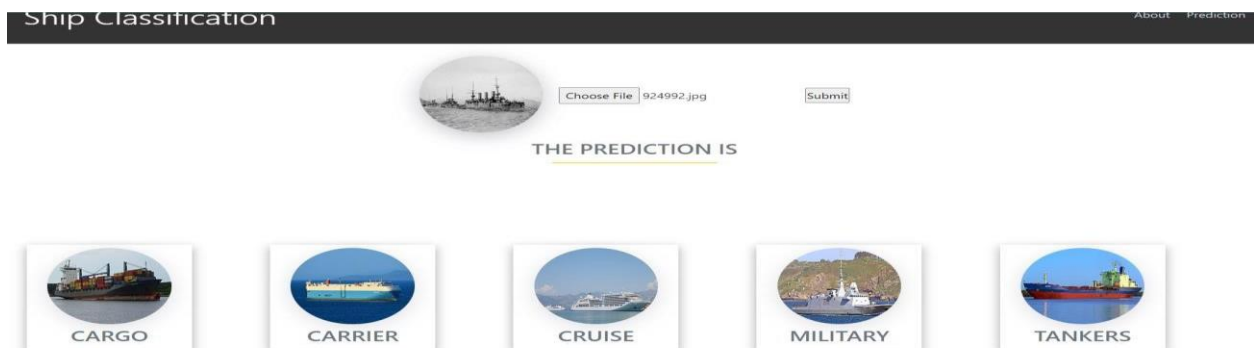 Ship Classification
About Prediction
Choose File 924992.jpg Submit
THE PREDICTION IS
CARGO CARRIER CRUISE MILITARY TANKERS